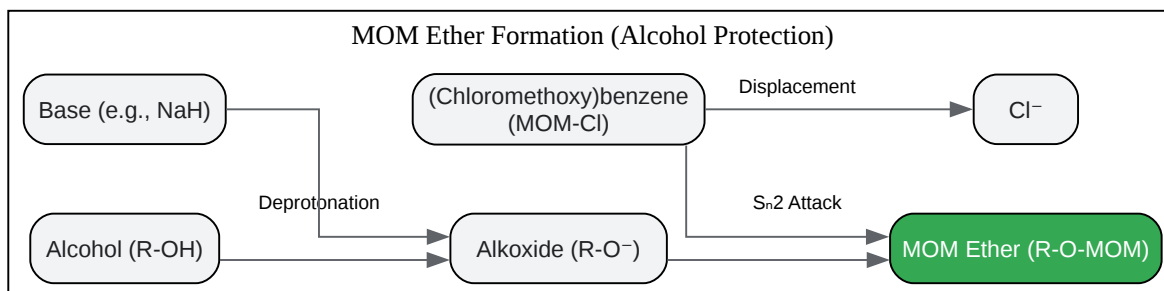 MOM Ether Formation (Alcohol Protection)
Base (e.g., NaH)
(Chloromethoxy)benzene
(MOM-Cl)
Displacement
Cl⁻
Deprotonation
Sₙ2 Attack
Alcohol (R-OH)
Alkoxide (R-O⁻)
MOM Ether (R-O-MOM)